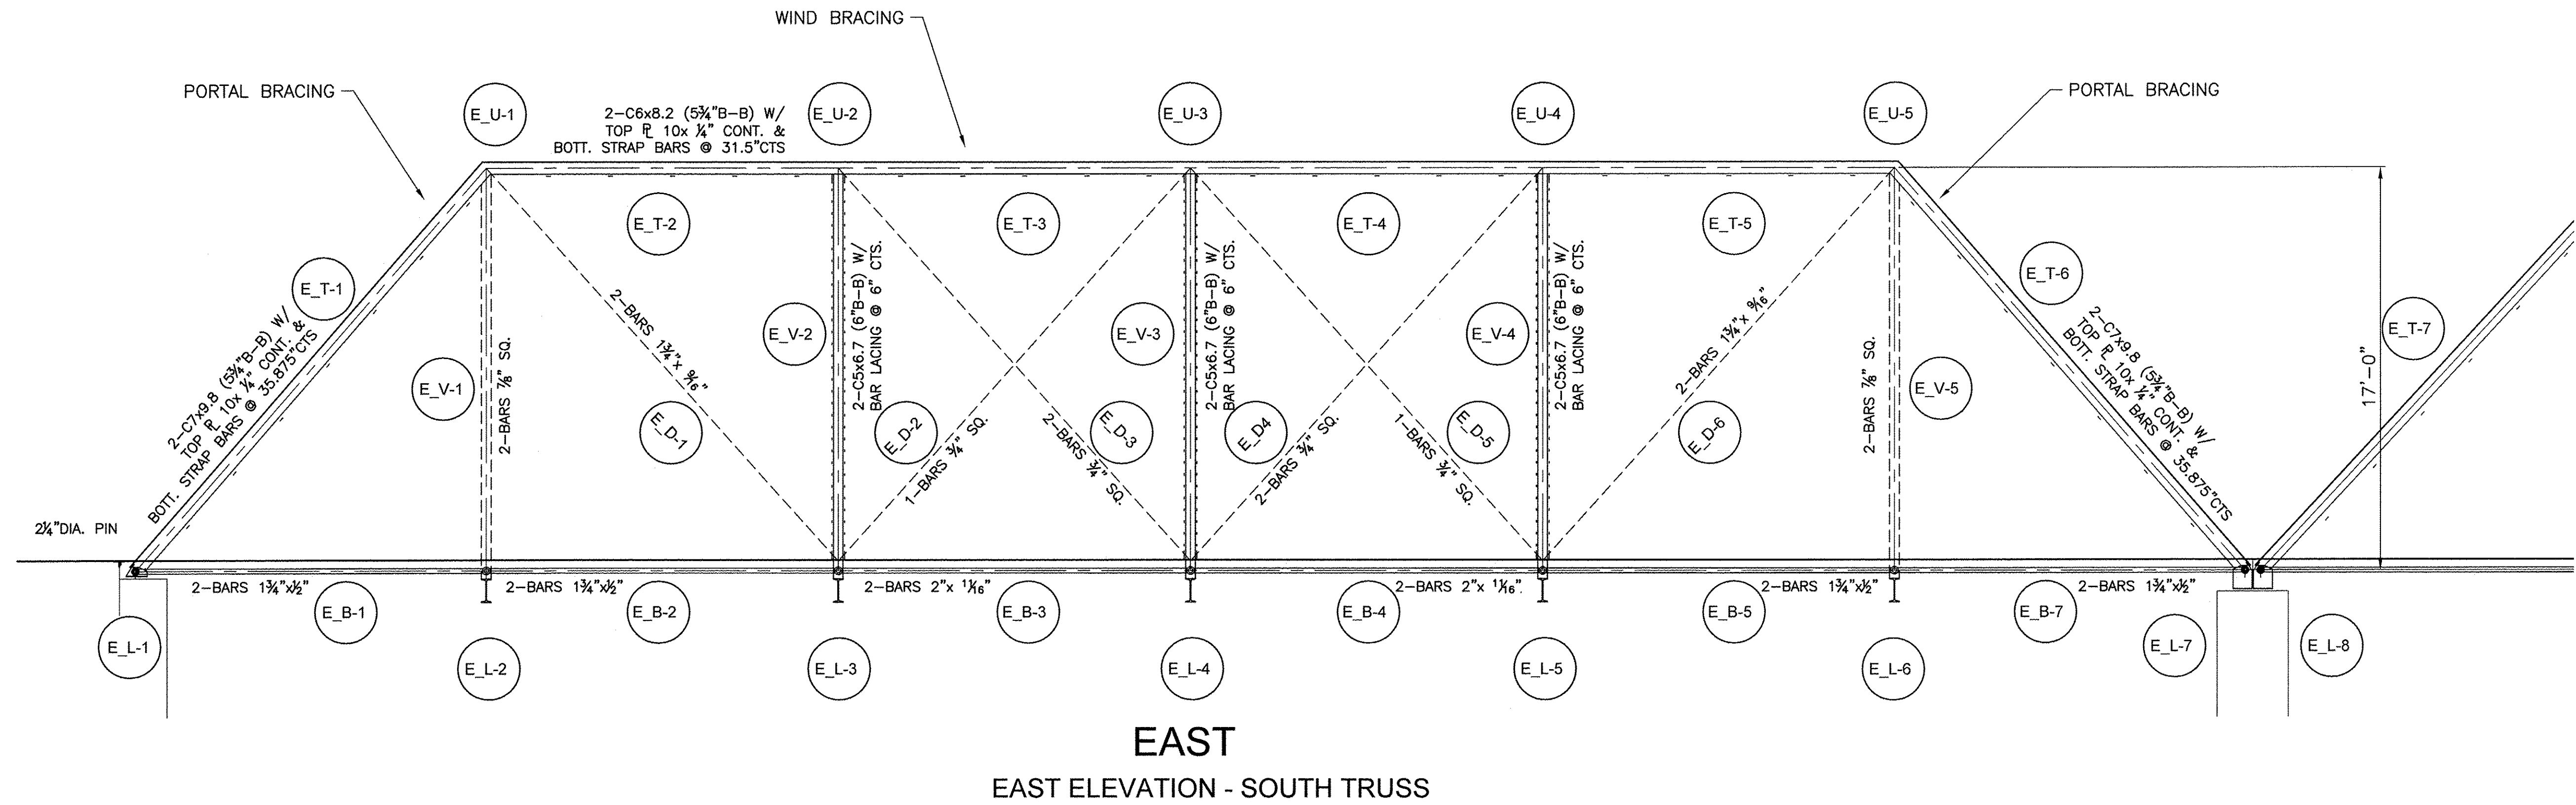 WIND BRACING
PORTAL BRACING
PORTAL BRACING
E_U-1
2-C6x8.2 (5¾"B-B) W/
TOP ℄ 10x ¼" CONT. &
BOTT. STRAP BARS @ 31.5"CTS
E_U-2
E_U-3
E_U-4
E_U-5
E_T-1
E_T-2
E_T-3
E_T-4
E_T-5
E_T-6
E_T-7
2-C7x9.8 (5¾"B-B) W/
TOP PL 10x ¼" CONT. &
BOTT. STRAP BARS @ 35.875"CTS
E_V-1
2-BARS ⅞" SQ.
2-BARS 1¾"x 9⁄16"
E_D-1
E_V-2
2-C5x6.7 (6"B-B) W/
BAR LACING @ 6" CTS.
E_D-2
1-BARS ¾" SQ.
E_V-3
E_D-3
2-BARS ¾" SQ.
2-C5x6.7 (6"B-B) W/
BAR LACING @ 6" CTS.
E_D4
2-BARS ¾" SQ.
E_V-4
E_D-5
1-BARS ¾" SQ.
2-C5x6.7 (6"B-B) W/
BAR LACING @ 6" CTS.
2-BARS 1¾"x 9⁄16"
E_D-6
2-BARS ⅞" SQ.
E_V-5
2-C7x9.8 (5¾"B-B) W/
TOP PL 10x ¼" CONT. &
BOTT. STRAP BARS @ 35.875"CTS
17'-0"
2¼"DIA. PIN
2-BARS 1¾"x½"
2-BARS 1¾"x½"
2-BARS 2"x 11⁄16"
2-BARS 2"x 11⁄16".
2-BARS 1¾"x½"
2-BARS 1¾"x½"
E_B-1
E_B-2
E_B-3
E_B-4
E_B-5
E_B-7
E_L-1
E_L-2
E_L-3
E_L-4
E_L-5
E_L-6
E_L-7
E_L-8
EAST
EAST ELEVATION - SOUTH TRUSS